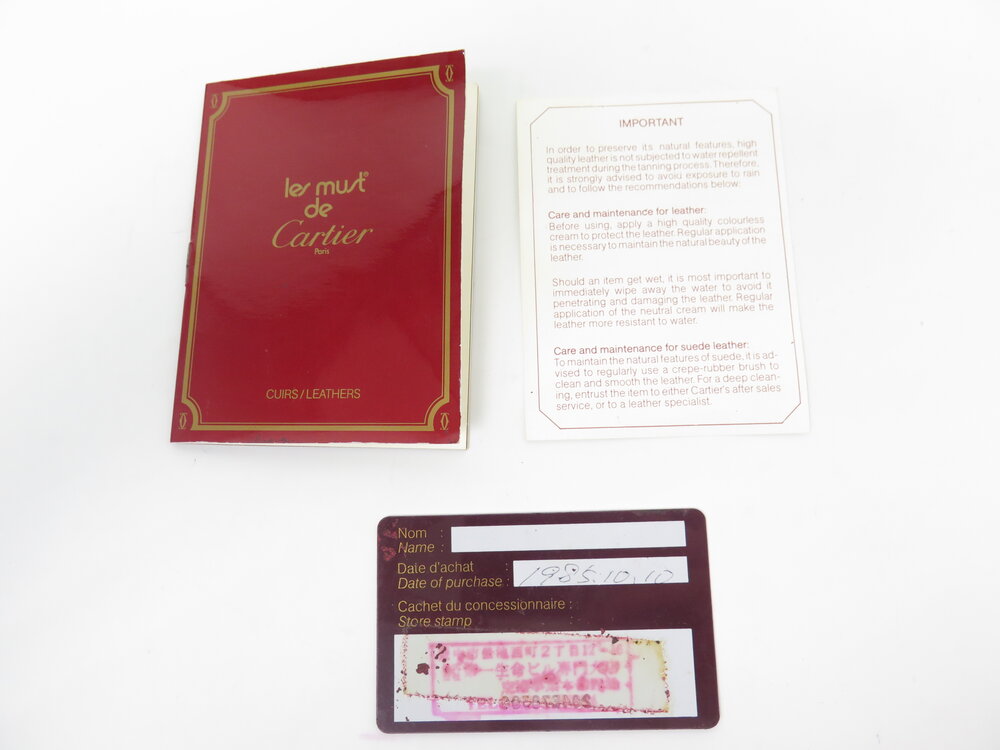 les must®
de
Cartier
Paris
CUIRS/LEATHERS
IMPORTANT
In order to preserve its natural features, high
quality leather is not subjected to water repellent
treatment during the tanning process. Therefore,
it is strongly advised to avoid exposure to rain
and to follow the recommendations below:
Care and maintenance for leather:
Before using, apply a high quality colourless
cream to protect the leather. Regular application
is necessary to maintain the natural beauty of the
leather.
Should an item get wet, it is most important to
immediately wipe away the water to avoid it
penetrating and damaging the leather. Regular
application of the neutral cream will make the
leather more resistant to water.
Care and maintenance for suede leather:
To maintain the natural features of suede, it is ad-
vised to regularly use a crepe-rubber brush to
clean and smooth the leather. For a deep clean-
ing, entrust the item to either Cartier's after sales
service, or to a leather specialist.
Nom :
Name :
Date d'achat :
Date of purchase : 1985.10.10
Cachet du concessionnaire :
Store stamp